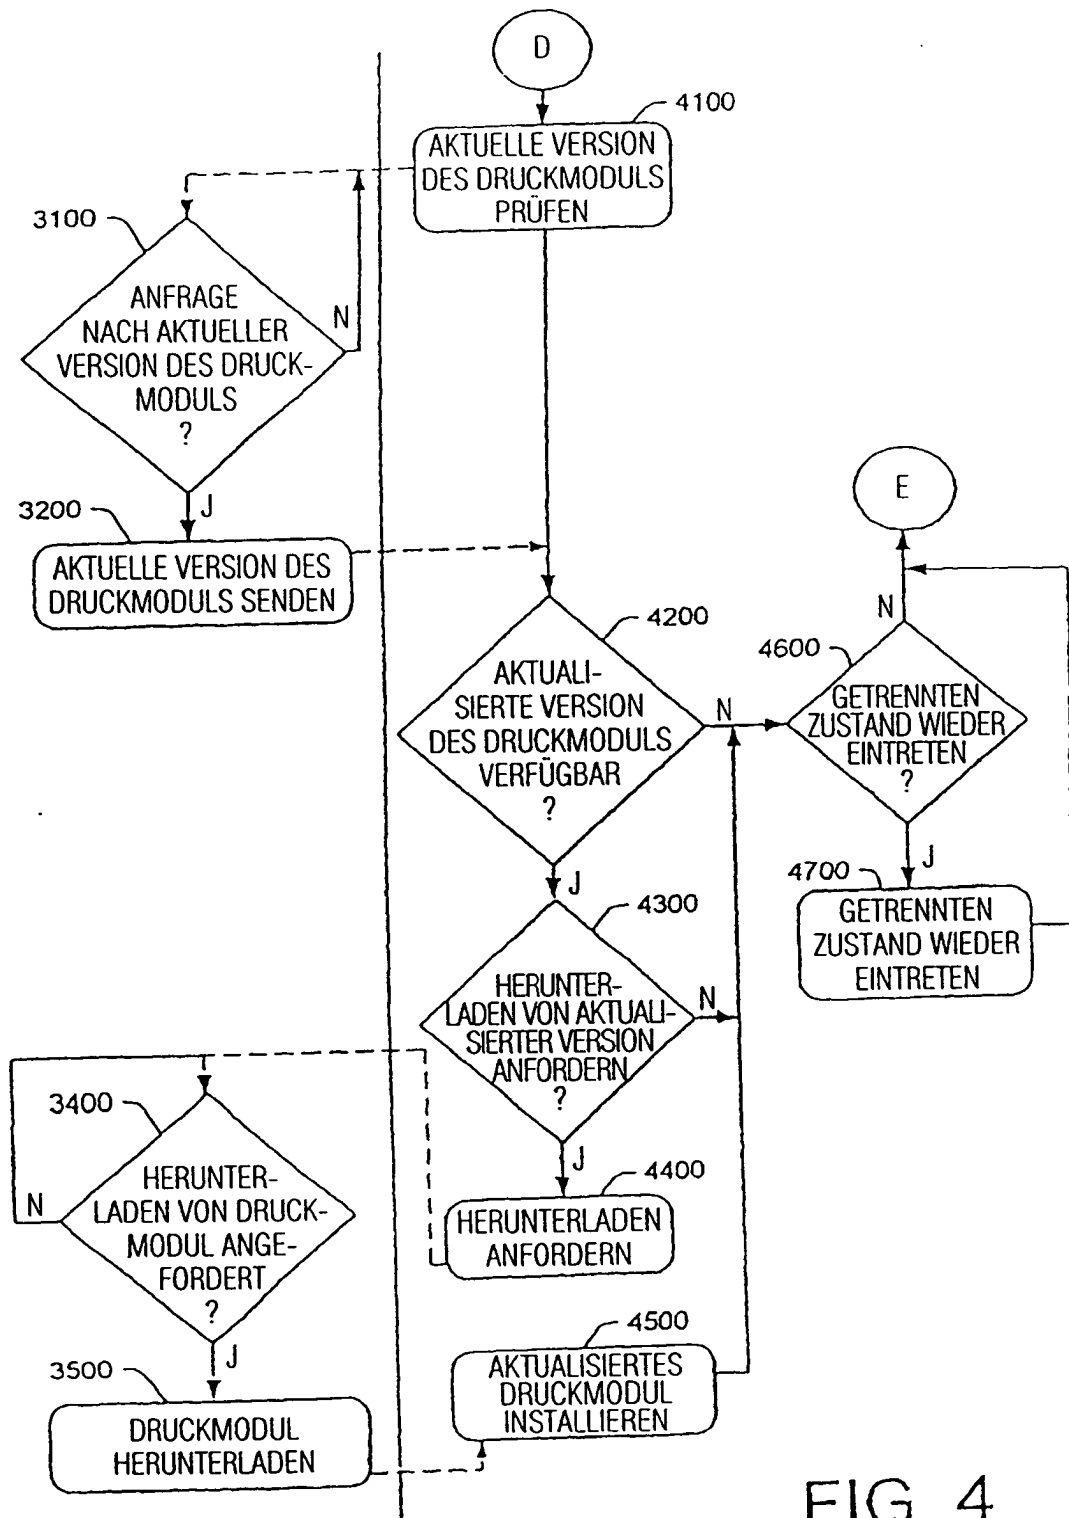 D
4100
AKTUELLE VERSION
DES DRUCKMODULS
PRÜFEN
3100
ANFRAGE
NACH AKTUELLER
VERSION DES DRUCK-
MODULS
?
N
J
3200
AKTUELLE VERSION DES
DRUCKMODULS SENDEN
E
4200
AKTUALI-
SIERTE VERSION
DES DRUCKMODULS
VERFÜGBAR
?
N
J
4600
GETRENNTEN
ZUSTAND WIEDER
EINTRETEN
?
N
J
4700
GETRENNTEN
ZUSTAND WIEDER
EINTRETEN
4300
HERUNTER-
LADEN VON AKTUALI-
SIERTER VERSION
ANFORDERN
?
N
J
4400
HERUNTERLADEN
ANFORDERN
3400
HERUNTER-
LADEN VON DRUCK-
MODUL ANGE-
FORDERT
?
N
J
3500
DRUCKMODUL
HERUNTERLADEN
4500
AKTUALISIERTES
DRUCKMODUL
INSTALLIEREN
FIG 4